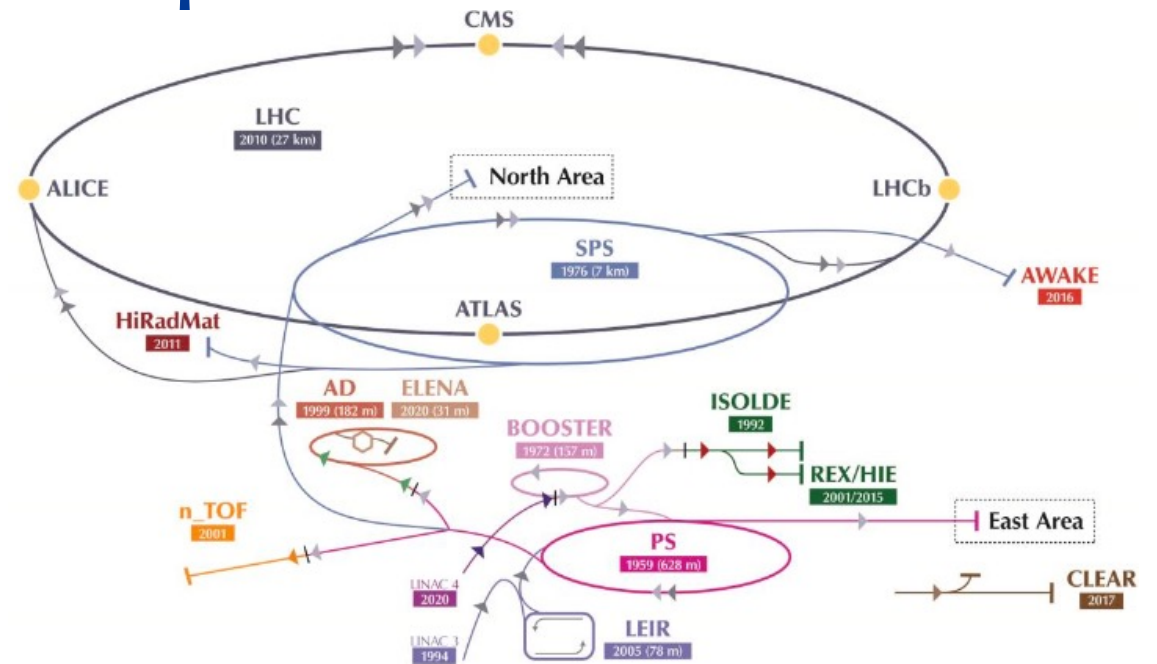 CMS
LHC
2010 (27 km)
North Area
ALICE
LHCb
SPS
1976 (7 km)
AWAKE
2016
ATLAS
HiRadMat
2011
AD
1999 (182 m)
ELENA
2020 (31 m)
ISOLDE
1992
BOOSTER
1972 (157 m)
REX/HIE
2001/2015
n_TOF
2001
East Area
PS
1959 (628 m)
LINAC 4
2020
CLEAR
2017
LINAC 3
1994
LEIR
2005 (78 m)